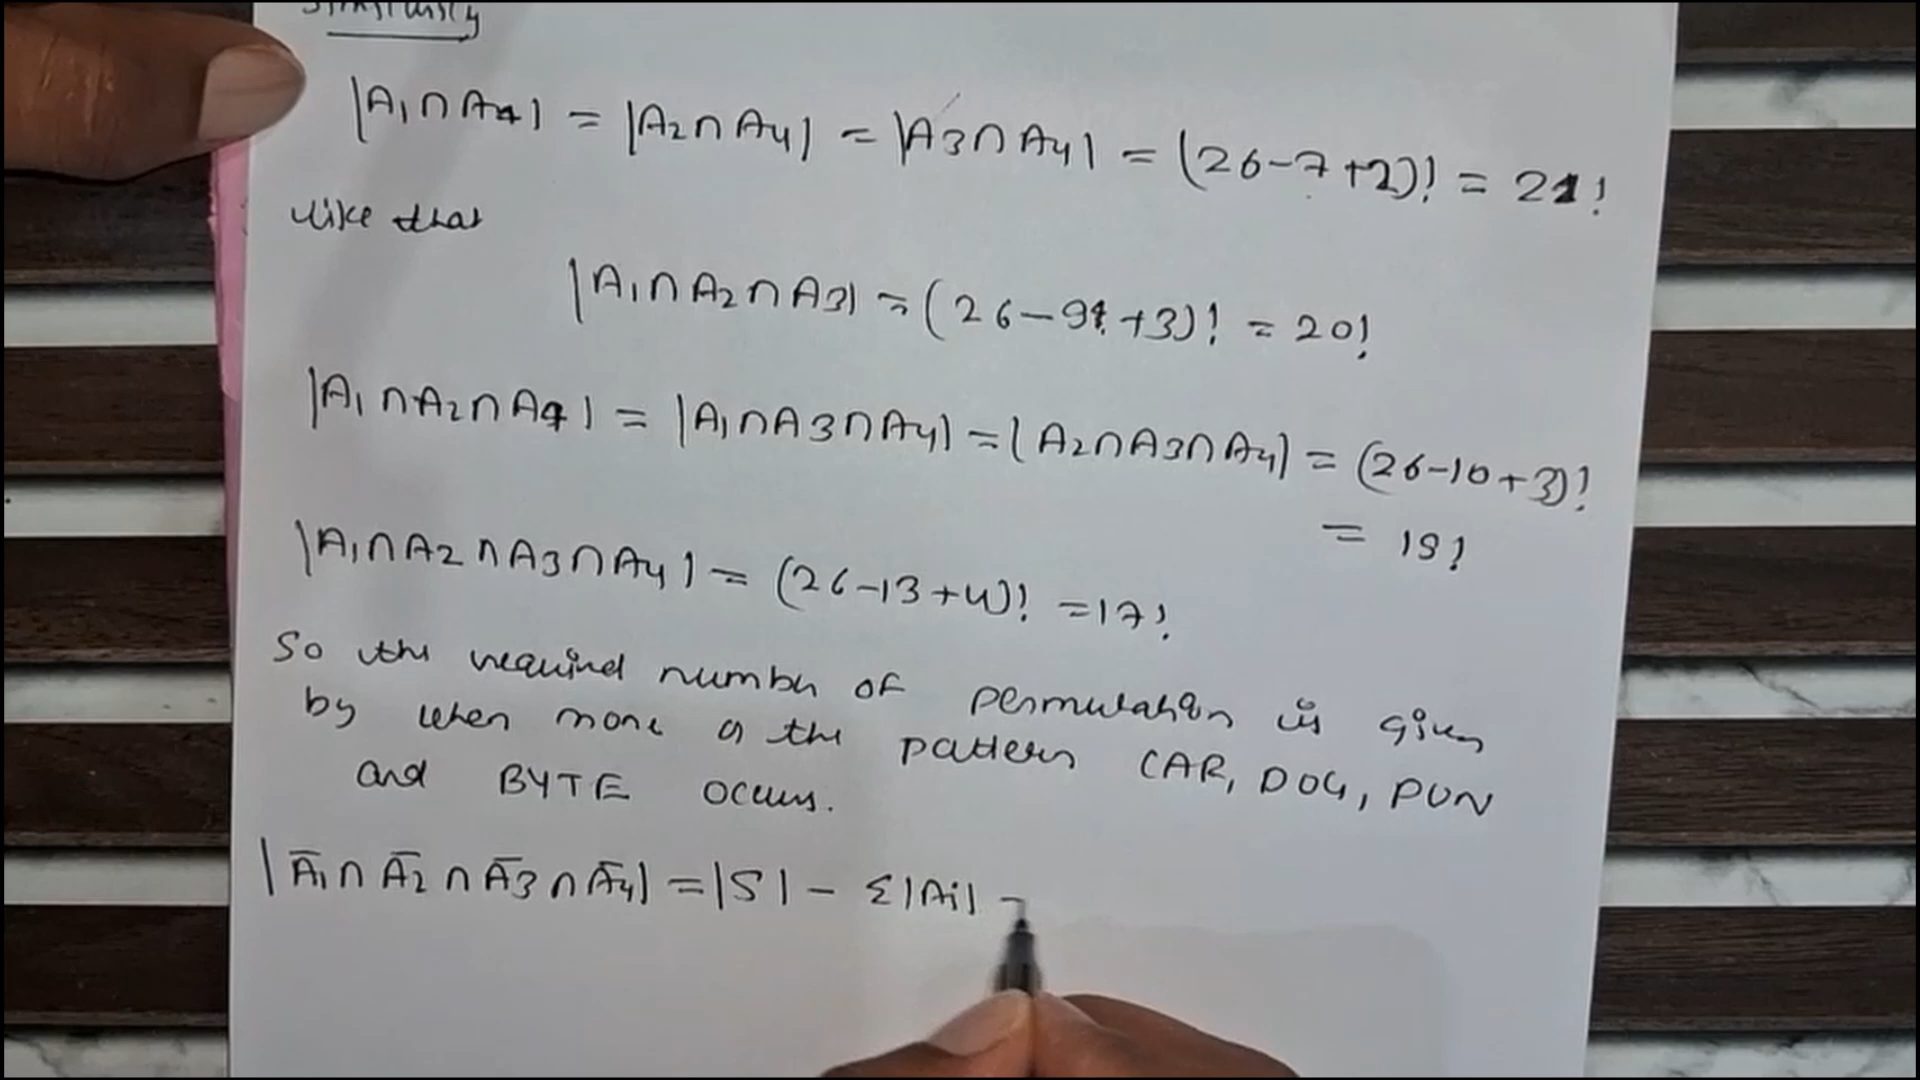 |A₁∩A₄| = |A₂∩A₄| = |A₃∩A₄| = (26-7+2)! = 21!
like that
|A₁∩A₂∩A₃| = (26-9+3)! = 20!
|A₁∩A₂∩A₄| = |A₁∩A₃∩A₄| = |A₂∩A₃∩A₄| = (26-10+3)!
= 19!
|A₁∩A₂∩A₃∩A₄| = (26-13+4)! = 17!
So the required number of permutation is given
by when none of the pattern CAR, DOG, PUN
and BYTE occurs.
|Ā₁∩Ā₂∩Ā₃∩Ā₄| = |S| - Σ|Ai| -